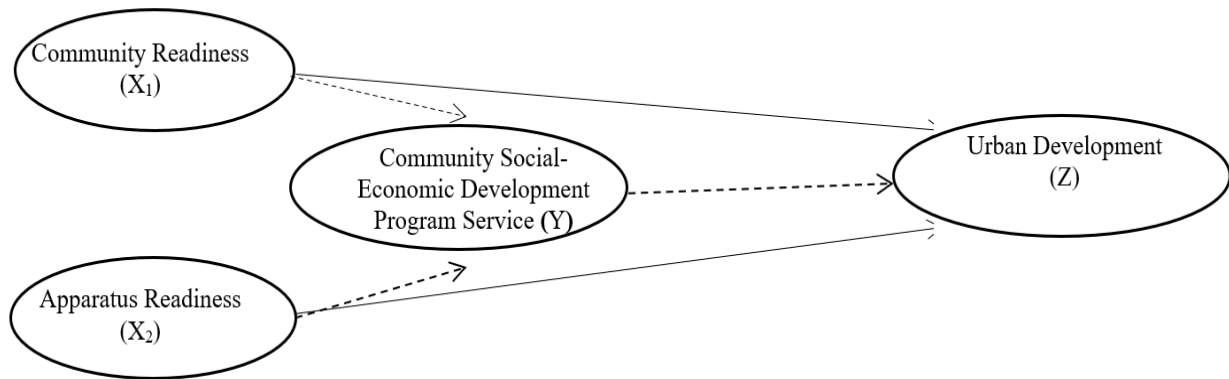 Community Readiness
(X₁)
Community Social-
Economic Development
Program Service (Y)
Urban Development
(Z)
Apparatus Readiness
(X₂)